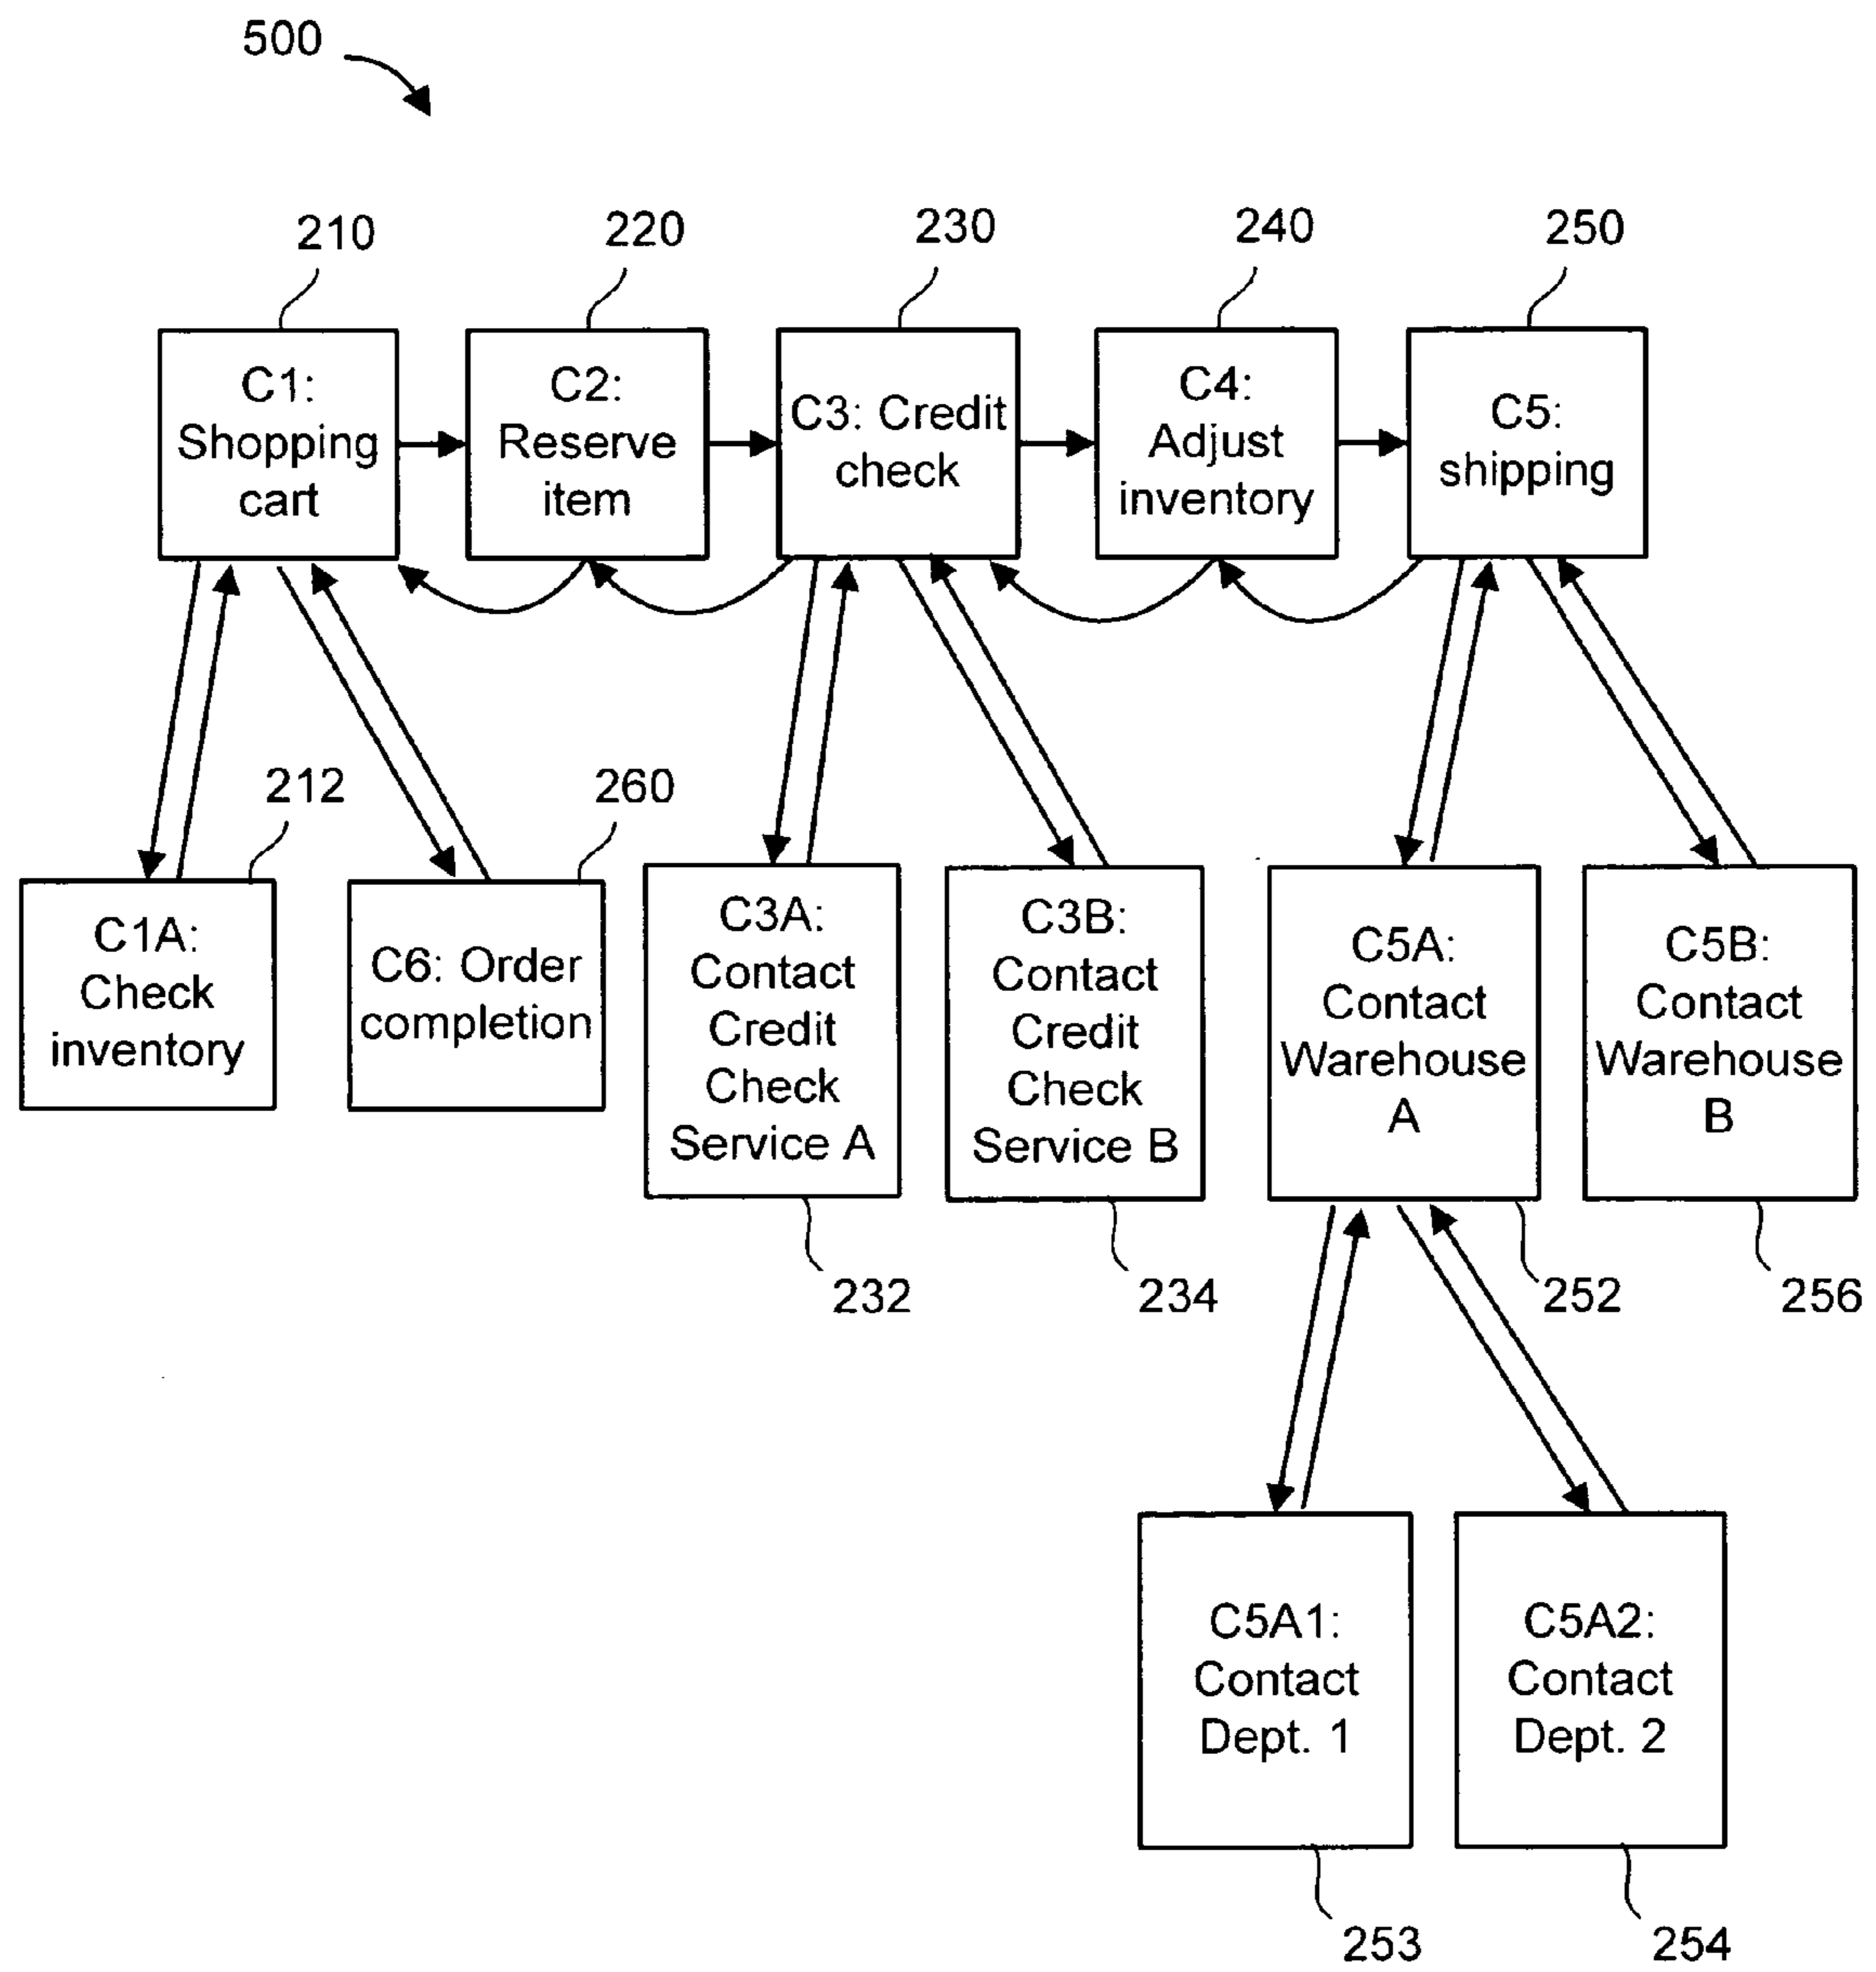 500
210
220
230
240
250
C1:
Shopping
cart
C2:
Reserve
item
C3: Credit
check
C4:
Adjust
inventory
C5:
shipping
212
260
C1A:
Check
inventory
C6: Order
completion
C3A:
Contact
Credit
Check
Service A
C3B:
Contact
Credit
Check
Service B
C5A:
Contact
Warehouse
A
C5B:
Contact
Warehouse
B
232
234
252
256
C5A1:
Contact
Dept. 1
C5A2:
Contact
Dept. 2
253
254